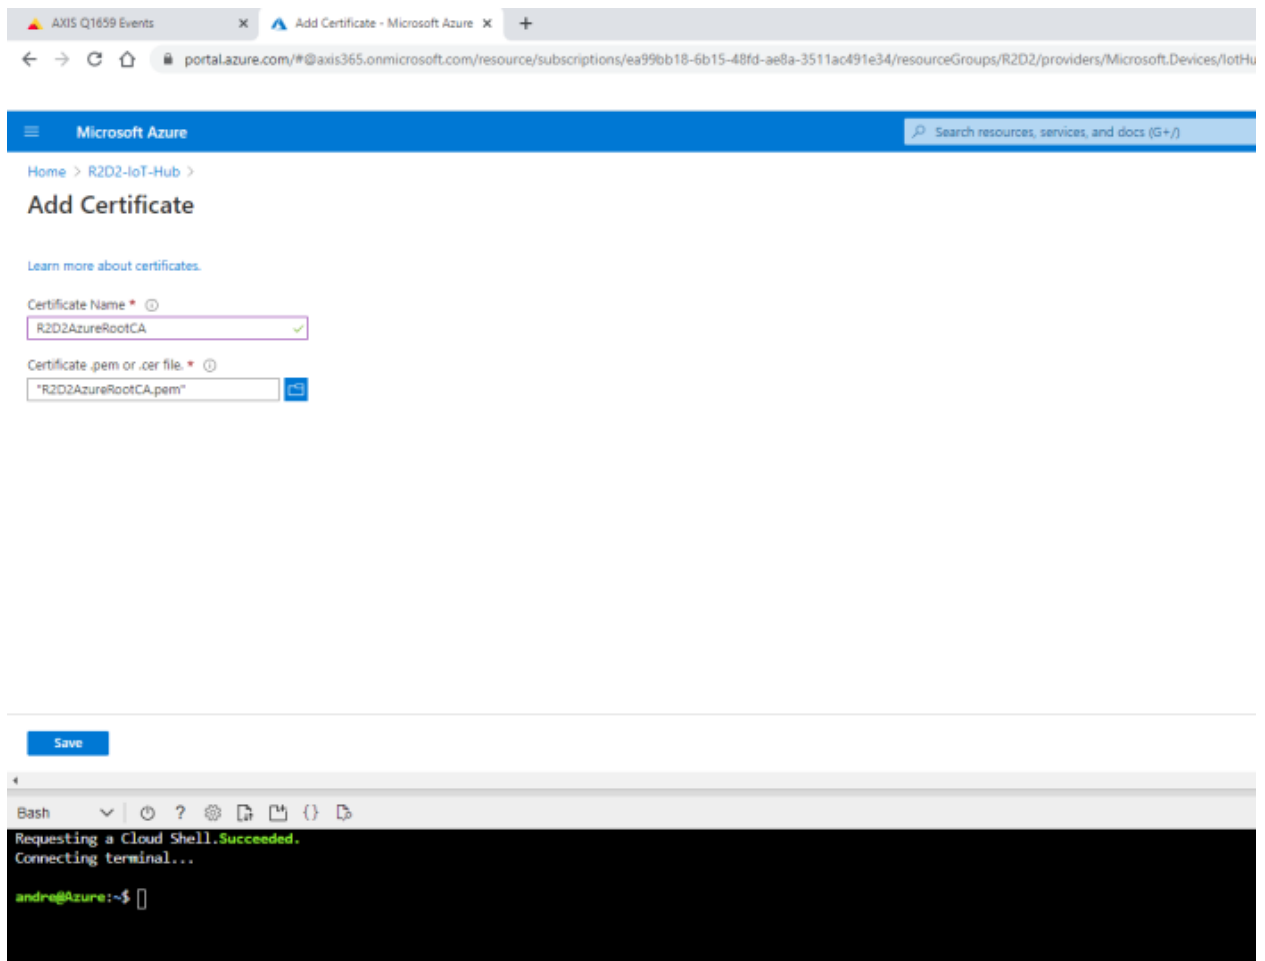 AXIS Q1659 Events
Add Certificate - Microsoft Azure
portal.azure.com/#@axis365.onmicrosoft.com/resource/subscriptions/ea99bb18-6b15-48fd-ae8a-3511ac491e34/resourceGroups/R2D2/providers/Microsoft.Devices/IotHu
Microsoft Azure
Search resources, services, and docs (G+/)
Home > R2D2-IoT-Hub >
Add Certificate
Learn more about certificates.
Certificate Name *
R2D2AzureRootCA
Certificate .pem or .cer file. *
"R2D2AzureRootCA.pem"
Save
Bash
Requesting a Cloud Shell.Succeeded.
Connecting terminal...
andre@Azure:~$